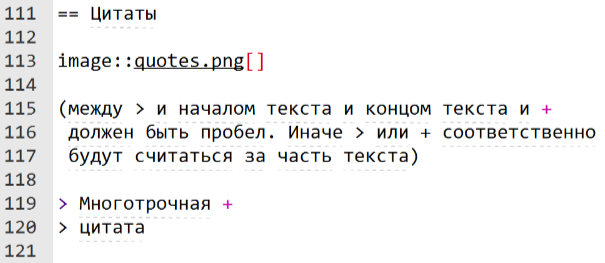 111 == Цитаты
112
113 image::quotes.png[]
114
115 (между > и началом текста и концом текста и +
116 должен быть пробел. Иначе > или + соответственно
117 будут считаться за часть текста)
118
119 > Многотрочная +
120 > цитата
121